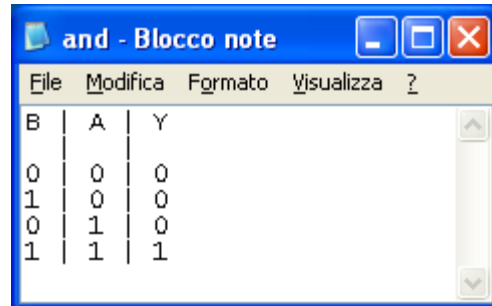 and - Blocco note
File Modifica Formato Visualizza ?
B | A | Y
| |
0 | 0 | 0
1 | 0 | 0
0 | 1 | 0
1 | 1 | 1